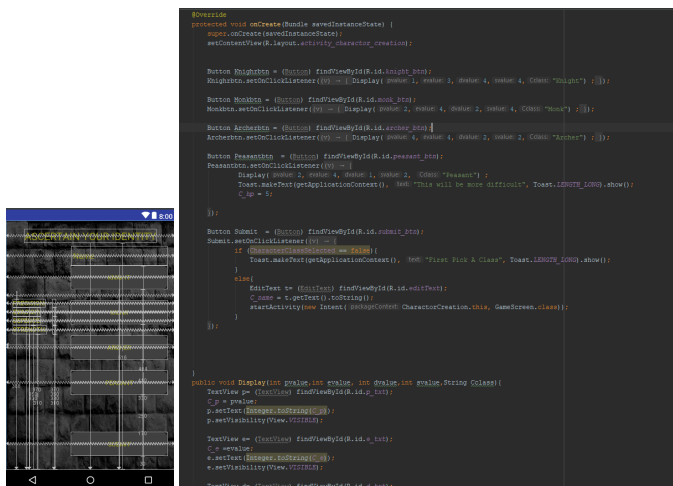 8:00
ASCERTAIN YOUR IDENTITY
@Override
protected void onCreate(Bundle savedInstanceState) {
super.onCreate(savedInstanceState);
setContentView(R.layout.activity_charactor_creation);
Button Knighrbtn = (Button) findViewById(R.id.knight_btn);
Knighrbtn.setOnClickListener((v) → { Display( pvalue: 1, evalue: 3, dvalue: 4, svalue: 4, Cclass: "Knight") ; });
Button Monkbtn = (Button) findViewById(R.id.monk_btn);
Monkbtn.setOnClickListener((v) → { Display( pvalue: 2, evalue: 4, dvalue: 2, svalue: 4, Cclass: "Monk") ; });
Button Archerbtn = (Button) findViewById(R.id.archer_btn);
Archerbtn.setOnClickListener((v) → { Display( pvalue: 4, evalue: 4, dvalue: 2, svalue: 2, Cclass: "Archer") ; });
Button Peasantbtn = (Button) findViewById(R.id.peasant_btn);
Peasantbtn.setOnClickListener((v) → {
Display( pvalue: 2, evalue: 4, dvalue: 1, svalue: 2, Cclass: "Peasant") ;
Toast.makeText(getApplicationContext(), text: "This will be more difficult", Toast.LENGTH_LONG).show();
C_hp = 5;
});
Button Submit = (Button) findViewById(R.id.submit_btn);
Submit.setOnClickListener((v) → {
if (CharacterClassSelected == false){
Toast.makeText(getApplicationContext(), text: "First Pick A Class", Toast.LENGTH_LONG).show();
}
else{
EditText t= (EditText) findViewById(R.id.editText);
C_name = t.getText().toString();
startActivity(new Intent( packageContext: CharactorCreation.this, GameScreen.class));
}
});
}
public void Display(int pvalue,int evalue, int dvalue,int svalue,String Cclass){
TextView p= (TextView) findViewById(R.id.p_txt);
C_p = pvalue;
p.setText(Integer.toString(C_p));
p.setVisibility(View.VISIBLE);
TextView e= (TextView) findViewById(R.id.e_txt);
C_e =evalue;
e.setText(Integer.toString(C_e));
e.setVisibility(View.VISIBLE);